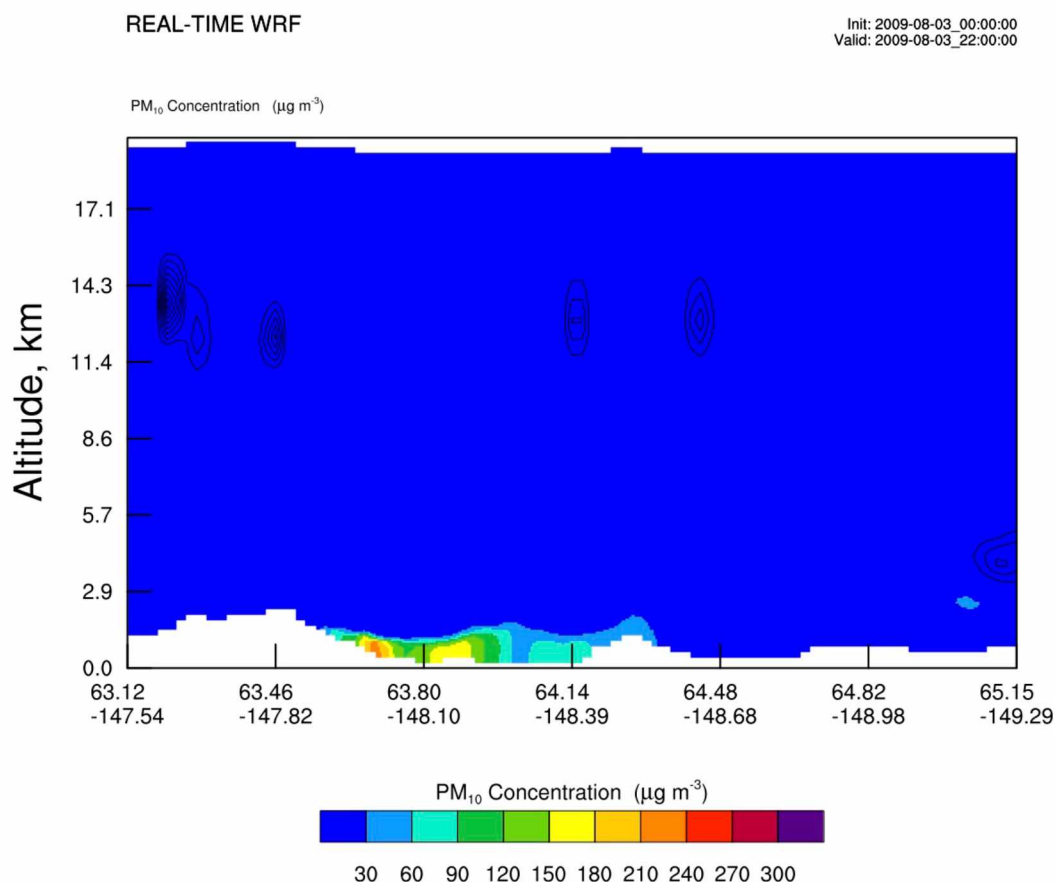 REAL-TIME WRF
Init: 2009-08-03_00:00:00
Valid: 2009-08-03_22:00:00
PM₁₀ Concentration (μg m⁻³)
Altitude, km
17.1
14.3
11.4
8.6
5.7
2.9
0.0
63.12 63.46 63.80 64.14 64.48 64.82 65.15
-147.54 -147.82 -148.10 -148.39 -148.68 -148.98 -149.29
PM₁₀ Concentration (μg m⁻³)
30 60 90 120 150 180 210 240 270 300